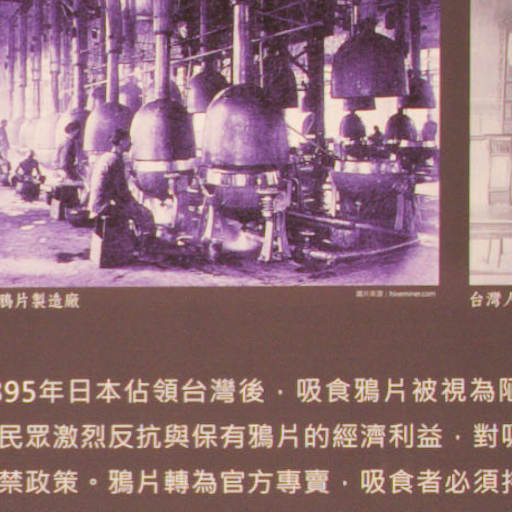 鴉片製造廠
圖片來源：hiveminer.com
台灣
895年日本佔領台灣後，吸食鴉片被視為陋
民眾激烈反抗與保有鴉片的經濟利益，對吸
禁政策。鴉片轉為官方專賣，吸食者必須持